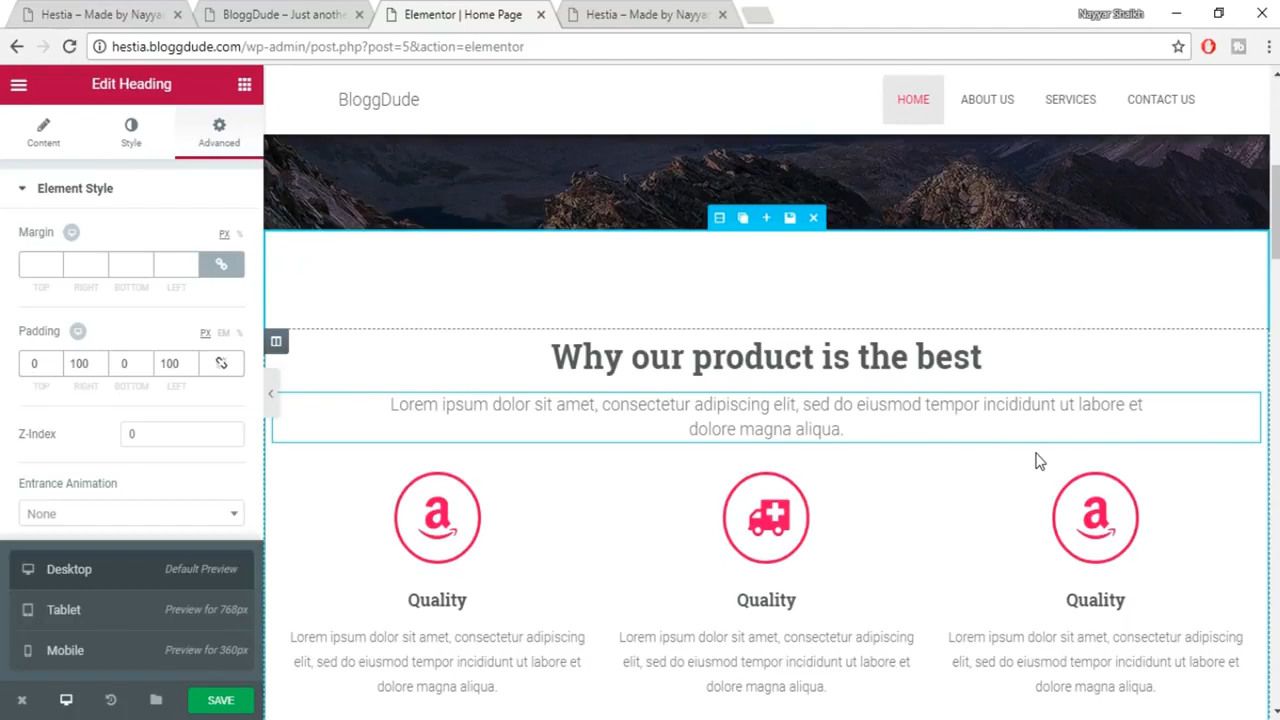 Hestia – Made by Nayya
BloggDude – Just anothe
Elementor | Home Page
Hestia – Made by Nayya
Nayyar Shaikh
hestia.bloggdude.com/wp-admin/post.php?post=5&action=elementor
Edit Heading
Content
Style
Advanced
Element Style
Margin
PX %
TOP RIGHT BOTTOM LEFT
Padding
PX EM %
0 100 0 100
TOP RIGHT BOTTOM LEFT
Z-Index
0
Entrance Animation
None
Desktop Default Preview
Tablet Preview for 768px
Mobile Preview for 360px
SAVE
BloggDude
HOME ABOUT US SERVICES CONTACT US
Why our product is the best
Lorem ipsum dolor sit amet, consectetur adipiscing elit, sed do eiusmod tempor incididunt ut labore et
dolore magna aliqua.
Quality
Lorem ipsum dolor sit amet, consectetur adipiscing
elit, sed do eiusmod tempor incididunt ut labore et
dolore magna aliqua.
Quality
Lorem ipsum dolor sit amet, consectetur adipiscing
elit, sed do eiusmod tempor incididunt ut labore et
dolore magna aliqua.
Quality
Lorem ipsum dolor sit amet, consectetur adipiscing
elit, sed do eiusmod tempor incididunt ut labore et
dolore magna aliqua.